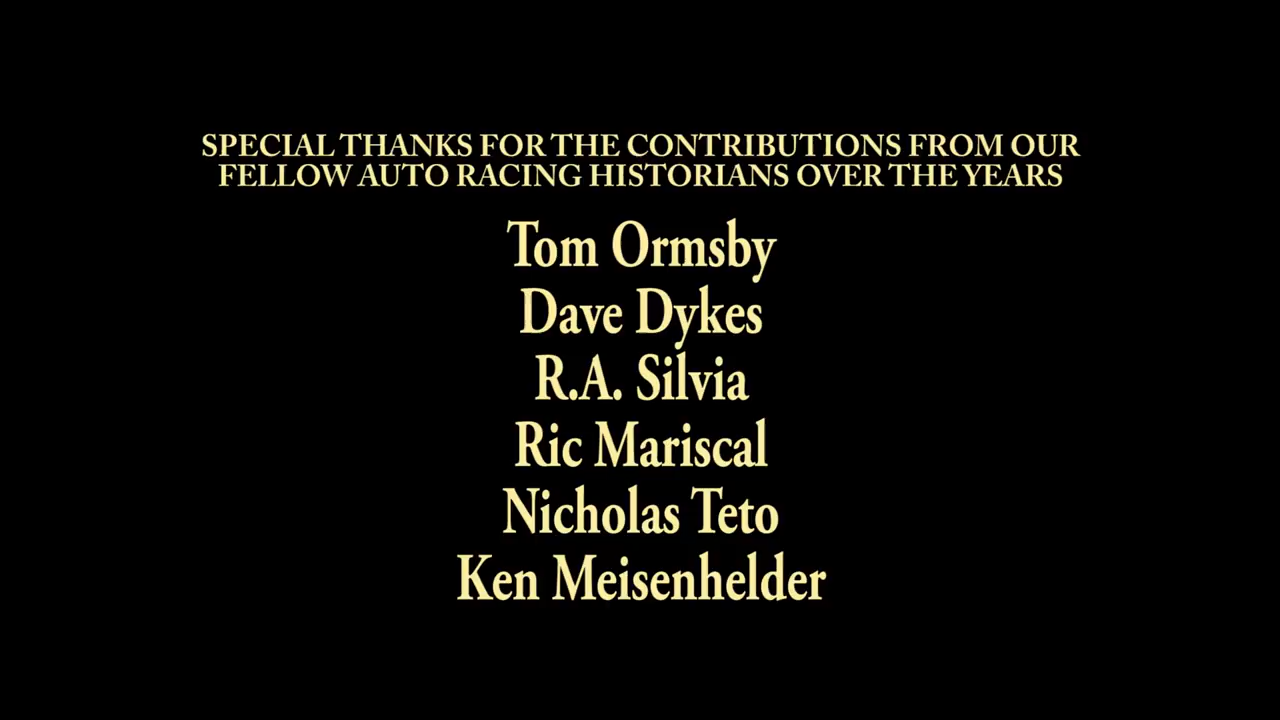 SPECIAL THANKS FOR THE CONTRIBUTIONS FROM OUR
FELLOW AUTO RACING HISTORIANS OVER THE YEARS
Tom Ormsby
Dave Dykes
R.A. Silvia
Ric Mariscal
Nicholas Teto
Ken Meisenhelder